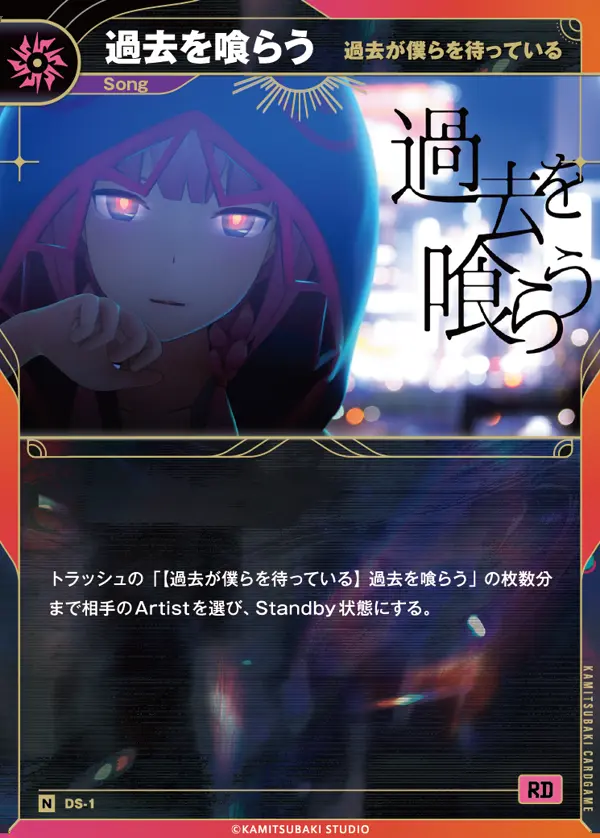 過去を喰らう 過去が僕らを待っている
Song
過去を
喰らう
トラッシュの「【過去が僕らを待っている】過去を喰らう」の枚数分
まで相手のArtistを選び、Standby状態にする。
KAMITSUBAKI CARDGAME
RD
N DS-1
©KAMITSUBAKI STUDIO